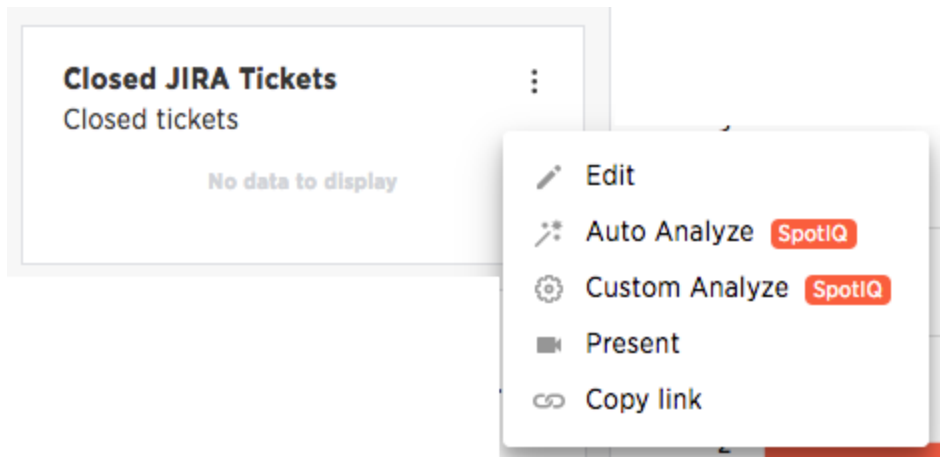 Closed JIRA Tickets
Closed tickets
No data to display
Edit
Auto Analyze SpotIQ
Custom Analyze SpotIQ
Present
Copy link